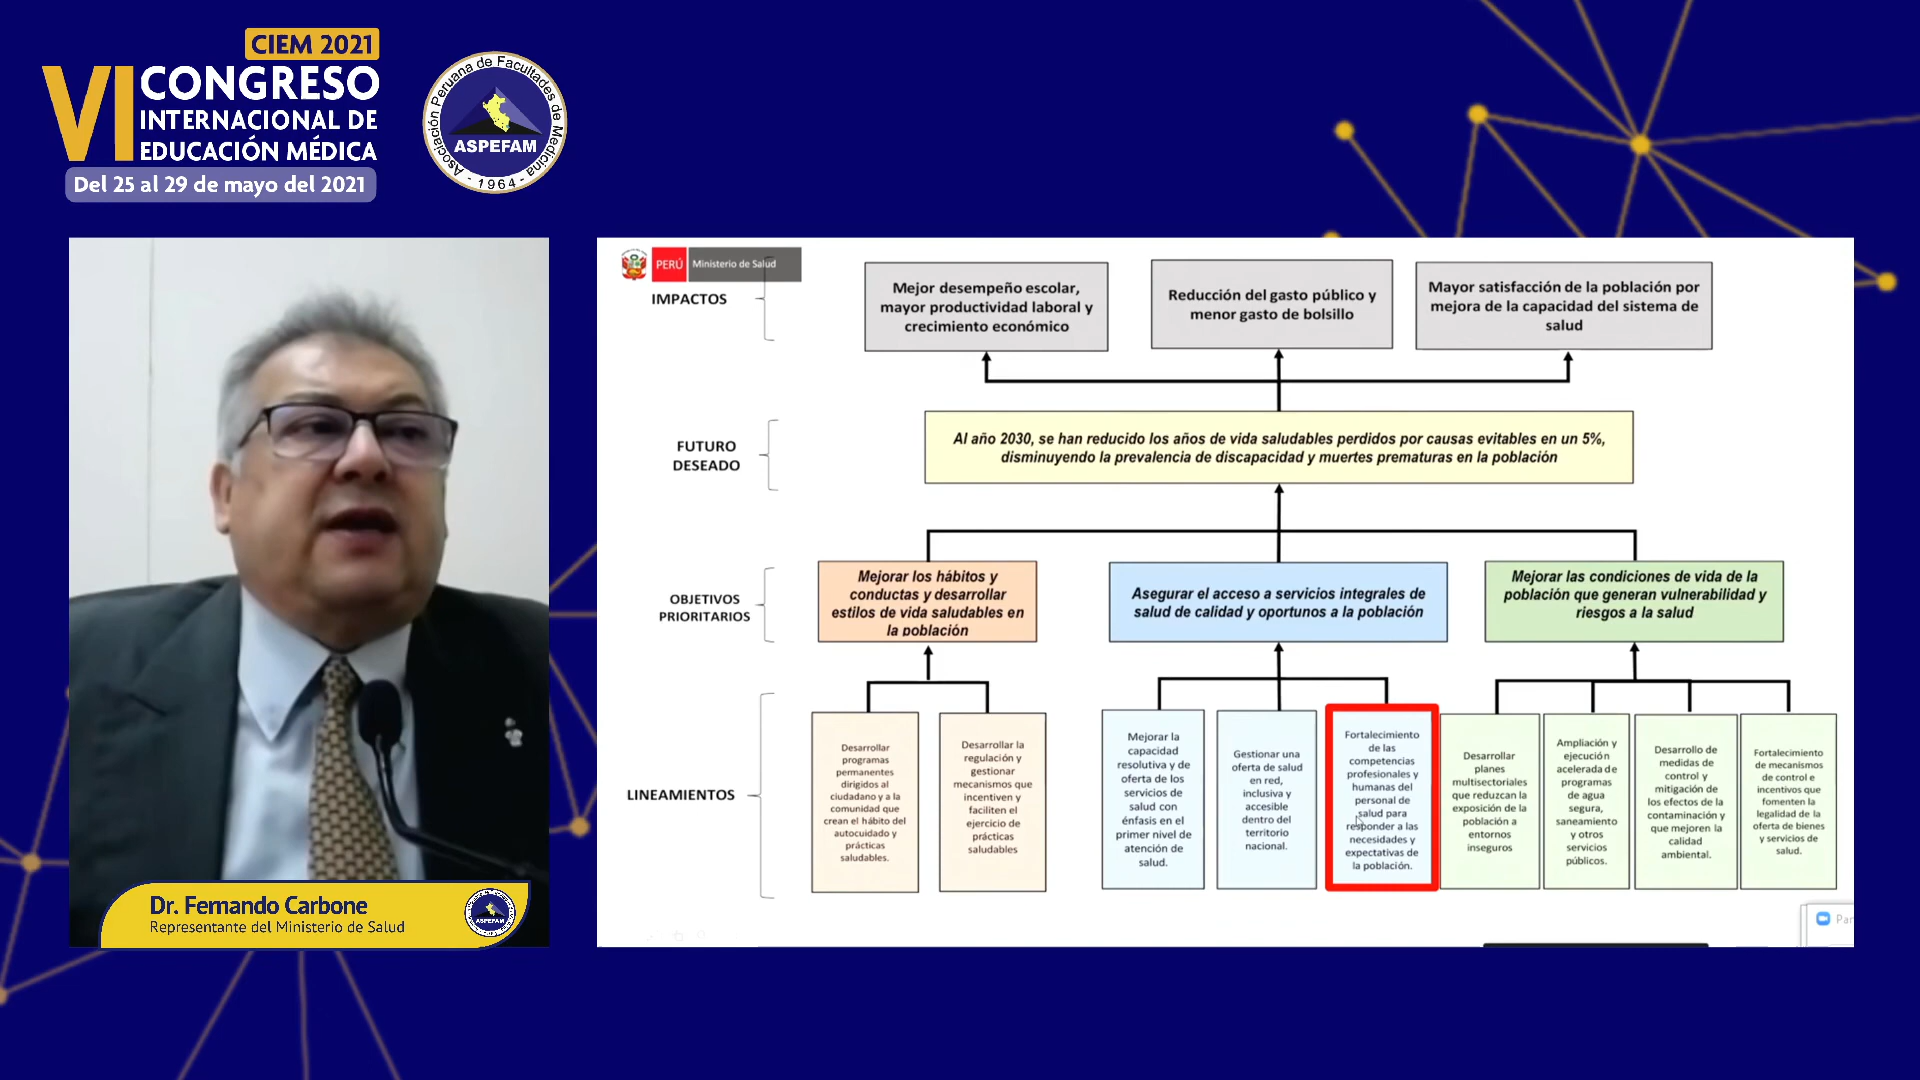 CIEM 2021
VI CONGRESO
INTERNACIONAL DE
EDUCACIÓN MÉDICA
Del 25 al 29 de mayo del 2021
Asociación Peruana de Facultades de Medicina
ASPEFAM
- 1964 -
PERÚ Ministerio de Salud
IMPACTOS
Mejor desempeño escolar,
mayor productividad laboral y
crecimiento económico
Reducción del gasto público y
menor gasto de bolsillo
Mayor satisfacción de la población por
mejora de la capacidad del sistema de
salud
FUTURO
DESEADO
Al año 2030, se han reducido los años de vida saludables perdidos por causas evitables en un 5%,
disminuyendo la prevalencia de discapacidad y muertes prematuras en la población
OBJETIVOS
PRIORITARIOS
Mejorar los hábitos y
conductas y desarrollar
estilos de vida saludables en
la población
Asegurar el acceso a servicios integrales de
salud de calidad y oportunos a la población
Mejorar las condiciones de vida de la
población que generan vulnerabilidad y
riesgos a la salud
LINEAMIENTOS
Desarrollar
programas
permanentes
dirigidos al
ciudadano y a la
comunidad que
crean el hábito del
autocuidado y
prácticas
saludables.
Desarrollar la
regulación y
gestionar
mecanismos que
incentiven y
faciliten el
ejercicio de
prácticas
saludables
Mejorar la
capacidad
resolutiva y de
oferta de los
servicios de
salud con
énfasis en el
primer nivel de
atención de
salud.
Gestionar una
oferta de salud
en red,
inclusiva y
accesible
dentro del
territorio
nacional.
Fortalecimiento
de las
competencias
profesionales y
humanas del
personal de
salud para
responder a las
necesidades y
expectativas de
la población.
Desarrollar
planes
multisectoriales
que reduzcan la
exposición de la
población a
entornos
inseguros
Ampliación y
ejecución
acelerada de
programas
de agua
segura,
saneamiento
y otros
servicios
públicos.
Desarrollo de
medidas de
control y
mitigación de
los efectos de la
contaminación y
que mejoren la
calidad
ambiental.
Fortalecimiento
de mecanismos
de control e
incentivos que
fomenten la
legalidad de la
oferta de bienes
y servicios de
salud.
Dr. Fernando Carbone
Representante del Ministerio de Salud
ASPEFAM